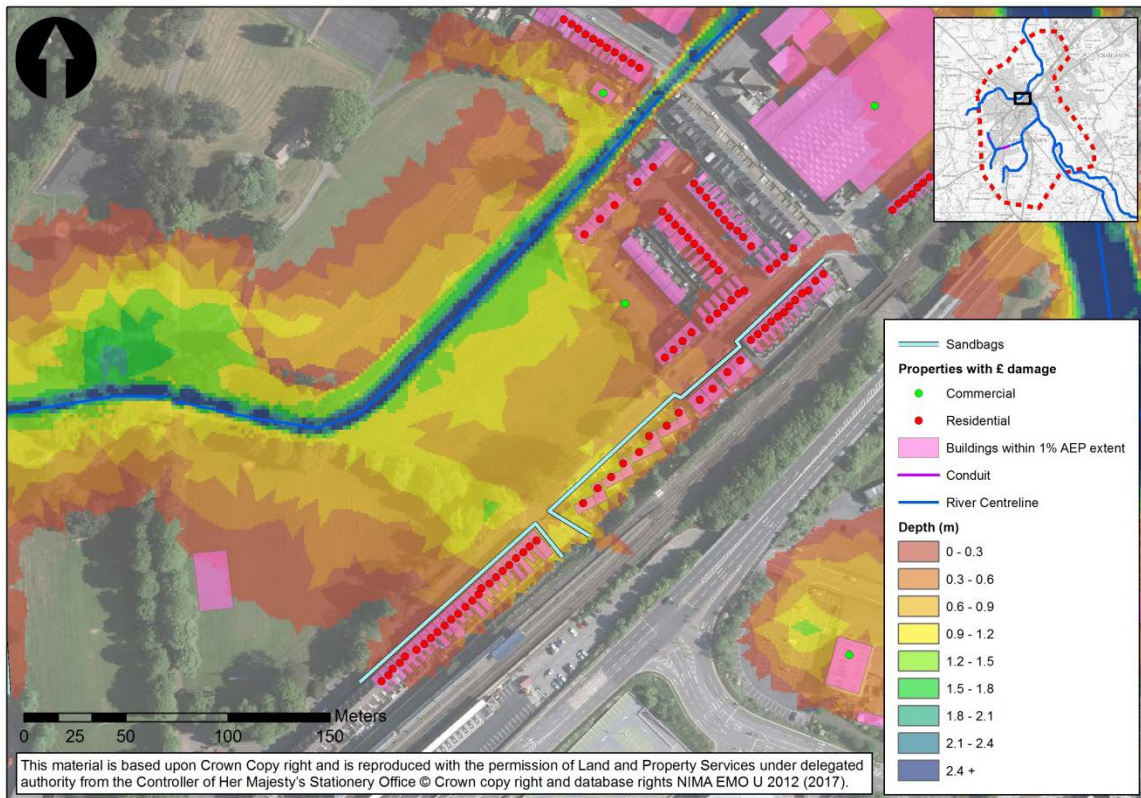 CRAIGAVON
Sandbags
Properties with £ damage
Commercial
Residential
Buildings within 1% AEP extent
Conduit
River Centreline
Depth (m)
0 - 0.3
0.3 - 0.6
0.6 - 0.9
0.9 - 1.2
1.2 - 1.5
1.5 - 1.8
1.8 - 2.1
2.1 - 2.4
2.4 +
Meters
0 25 50 100 150
This material is based upon Crown Copy right and is reproduced with the permission of Land and Property Services under delegated
authority from the Controller of Her Majesty's Stationery Office © Crown copy right and database rights NIMA EMO U 2012 (2017).